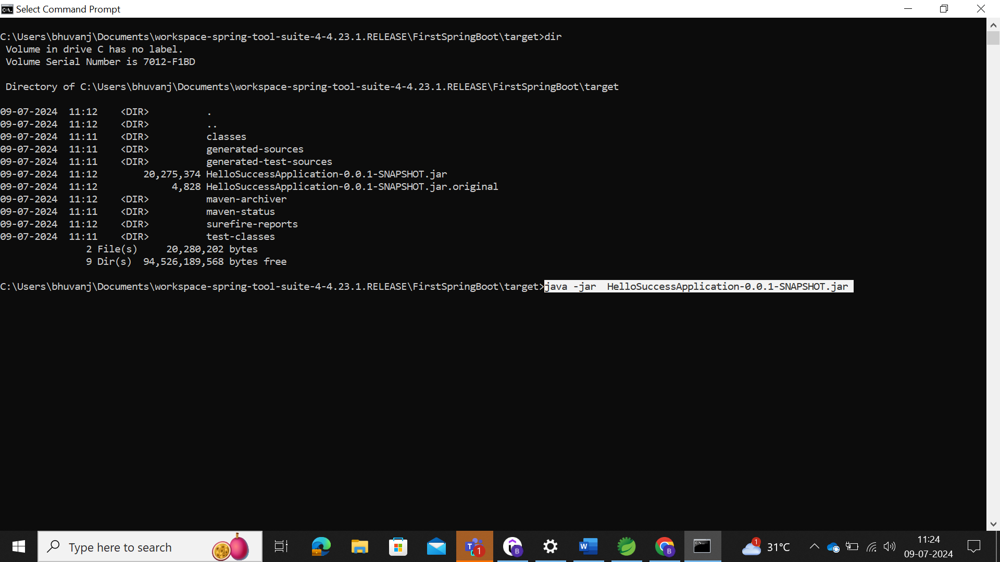 Select Command Prompt
C:\Users\bhuvanj\Documents\workspace-spring-tool-suite-4-4.23.1.RELEASE\FirstSpringBoot\target>dir
 Volume in drive C has no label.
 Volume Serial Number is 7012-F1BD
 Directory of C:\Users\bhuvanj\Documents\workspace-spring-tool-suite-4-4.23.1.RELEASE\FirstSpringBoot\target
09-07-2024  11:12    <DIR>          .
09-07-2024  11:12    <DIR>          ..
09-07-2024  11:11    <DIR>          classes
09-07-2024  11:11    <DIR>          generated-sources
09-07-2024  11:11    <DIR>          generated-test-sources
09-07-2024  11:12        20,275,374 HelloSuccessApplication-0.0.1-SNAPSHOT.jar
09-07-2024  11:12             4,828 HelloSuccessApplication-0.0.1-SNAPSHOT.jar.original
09-07-2024  11:12    <DIR>          maven-archiver
09-07-2024  11:11    <DIR>          maven-status
09-07-2024  11:12    <DIR>          surefire-reports
09-07-2024  11:11    <DIR>          test-classes
               2 File(s)     20,280,202 bytes
               9 Dir(s)  94,526,189,568 bytes free
C:\Users\bhuvanj\Documents\workspace-spring-tool-suite-4-4.23.1.RELEASE\FirstSpringBoot\target>java -jar  HelloSuccessApplication-0.0.1-SNAPSHOT.jar
Type here to search
1
B
W
B
1
31°C
11:24
09-07-2024